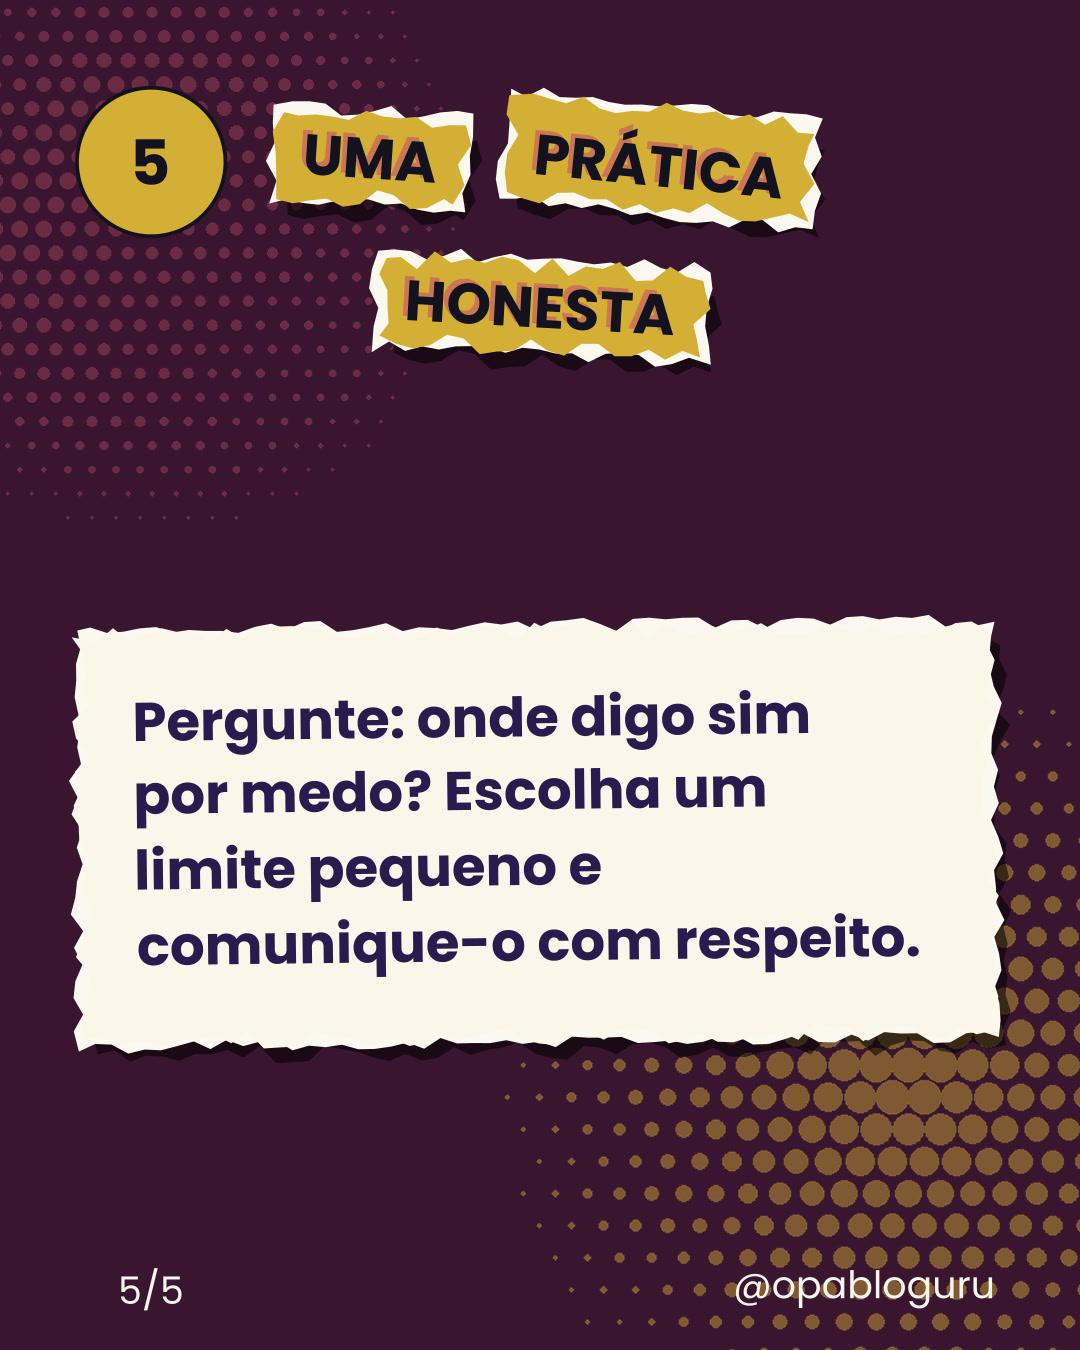 5
UMA PRÁTICA
HONESTA
Pergunte: onde digo sim
por medo? Escolha um
limite pequeno e
comunique-o com respeito.
5/5
@opabloguru